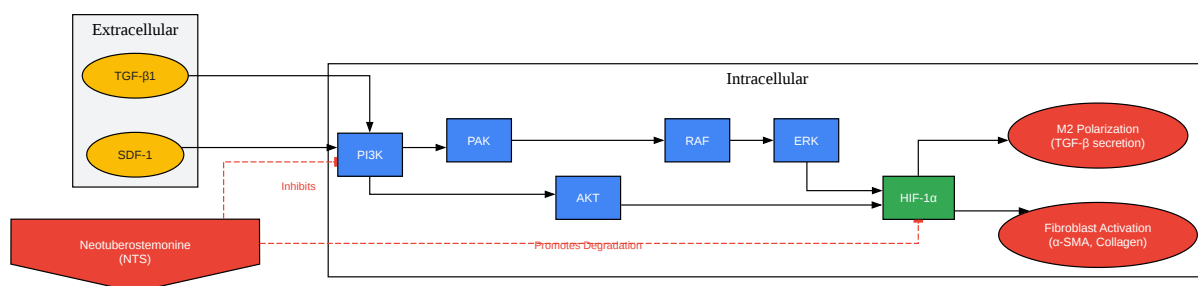 Extracellular
TGF-β1
SDF-1
Intracellular
PI3K
PAK
RAF
ERK
AKT
HIF-1α
M2 Polarization
(TGF-β secretion)
Fibroblast Activation
(α-SMA, Collagen)
Inhibits
Neotuberostemonine
(NTS)
Promotes Degradation